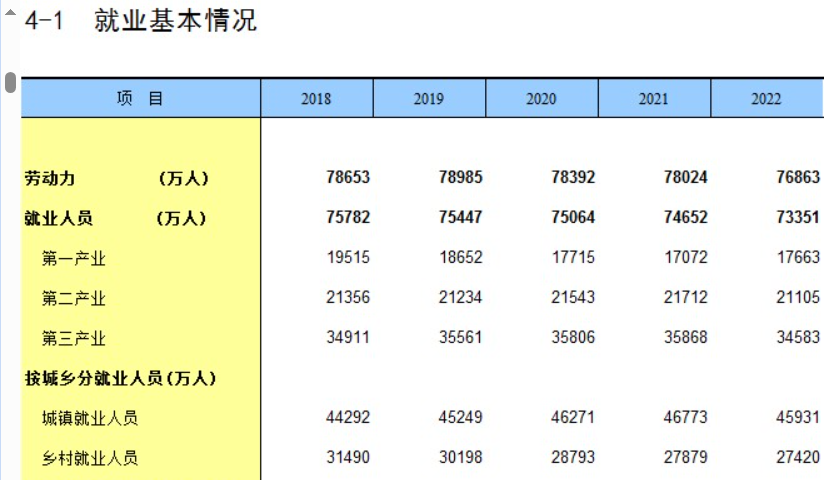 4-1 就业基本情况
项 目 2018 2019 2020 2021 2022
劳动力 (万人) 78653 78985 78392 78024 76863
就业人员 (万人) 75782 75447 75064 74652 73351
第一产业 19515 18652 17715 17072 17663
第二产业 21356 21234 21543 21712 21105
第三产业 34911 35561 35806 35868 34583
按城乡分就业人员(万人)
城镇就业人员 44292 45249 46271 46773 45931
乡村就业人员 31490 30198 28793 27879 27420